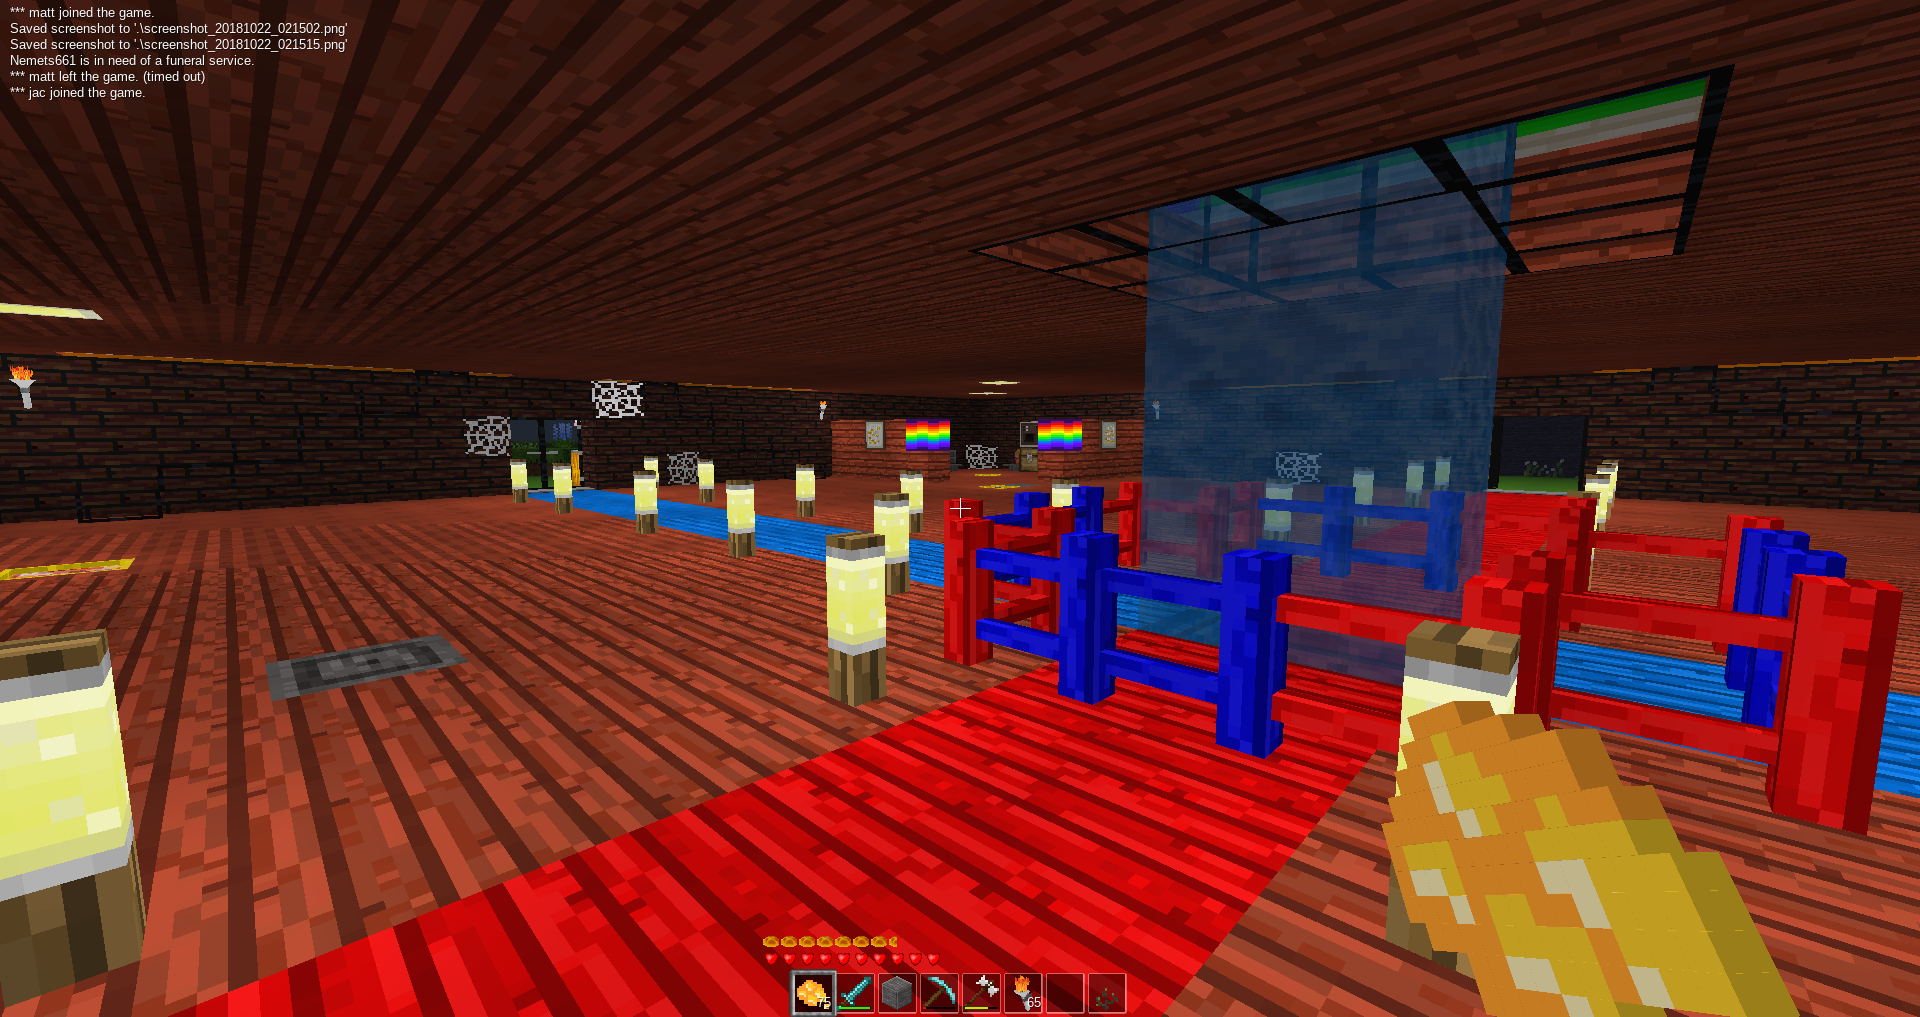 *** matt joined the game.
Saved screenshot to '.\screenshot_20181022_021502.png'
Saved screenshot to '.\screenshot_20181022_021515.png'
Nemets661 is in need of a funeral service.
*** matt left the game. (timed out)
*** jac joined the game.
75
65